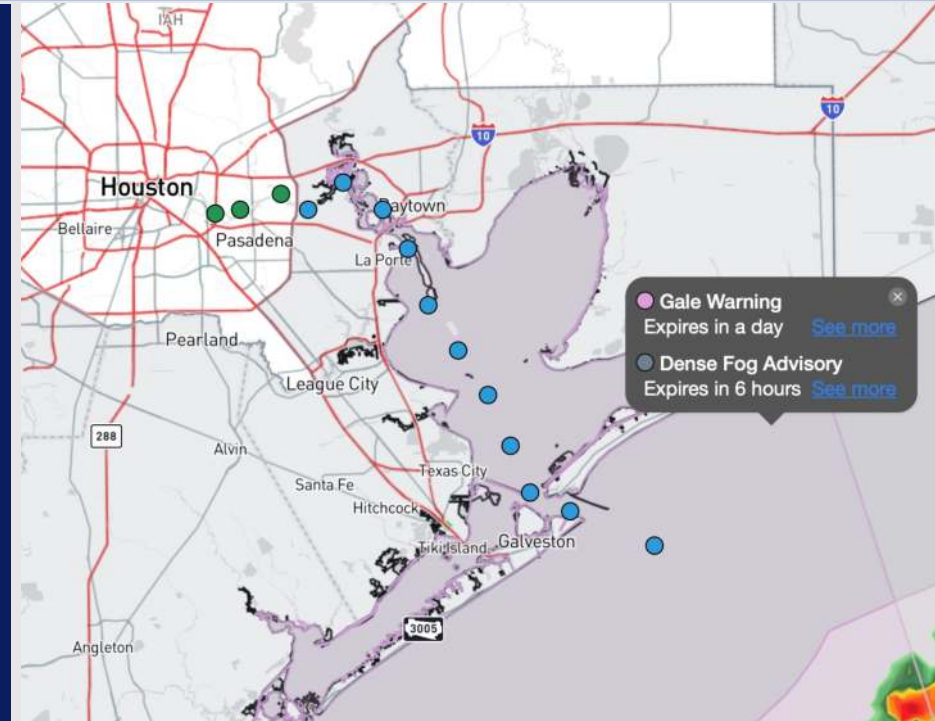 IAH
10
10
Houston
Baytown
Bellaire
Pasadena
La Porte
Gale Warning
Expires in a day See more
Pearland
Dense Fog Advisory
Expires in 6 hours See more
League City
288
Alvin
Texas City
Santa Fe
Hitchcock
Tiki Island
Galveston
3005
Angleton